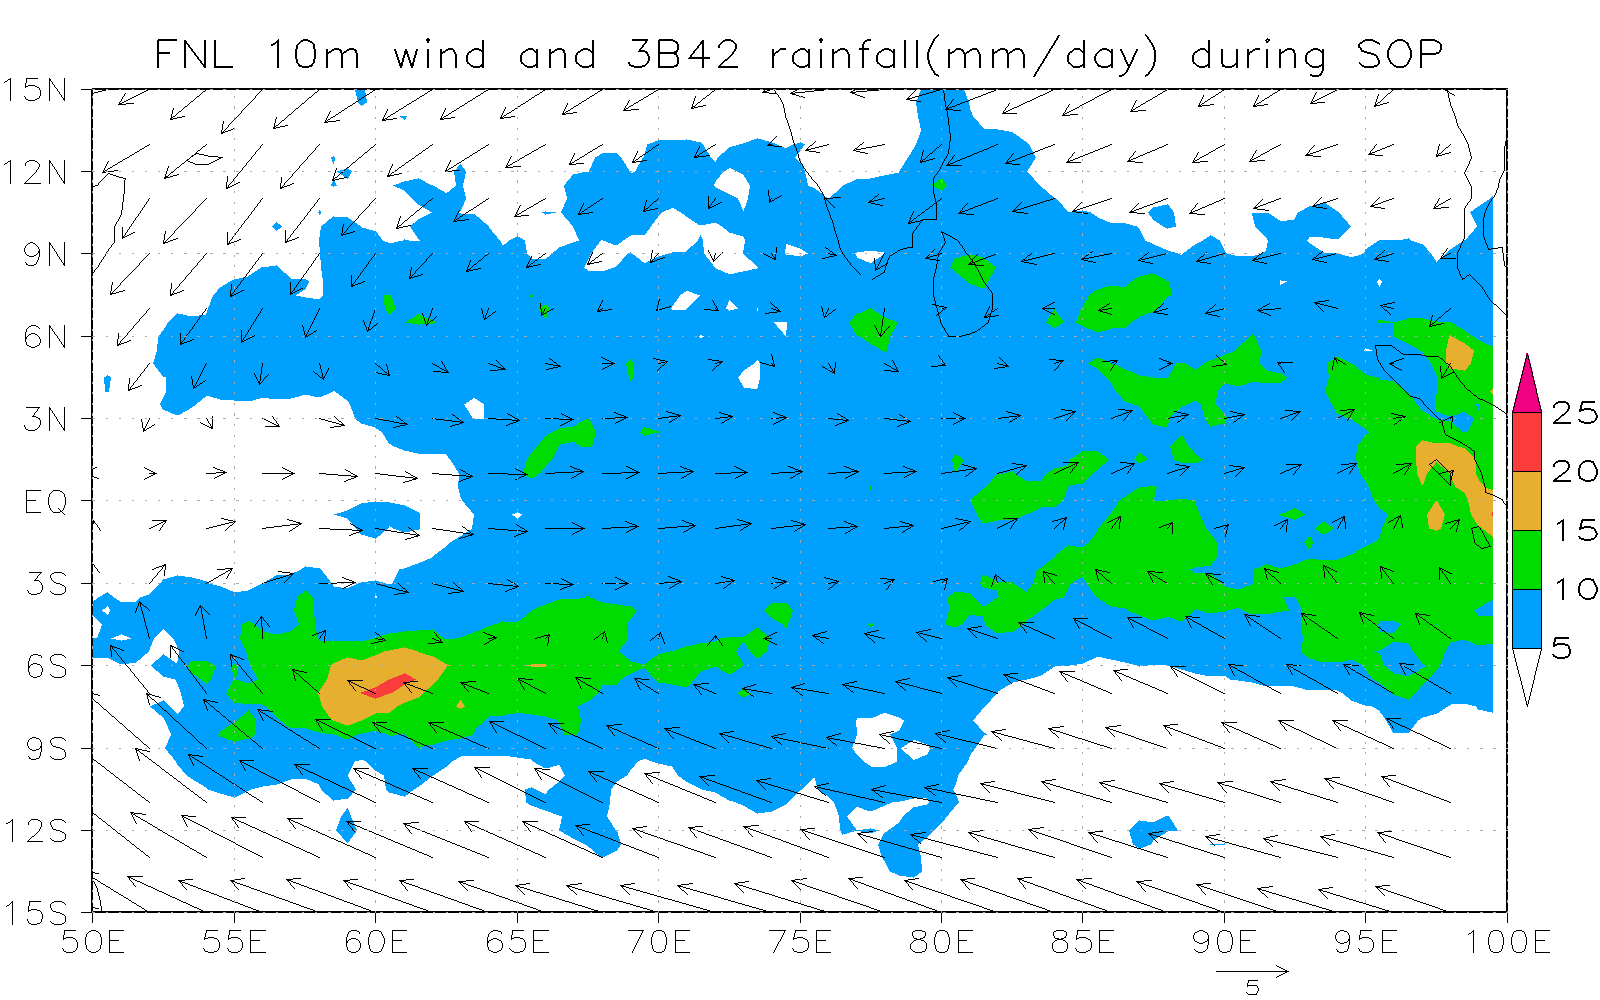 FNL 10m wind and 3B42 rainfall(mm/day) during SOP
15N
12N
9N
6N
3N
EQ
3S
6S
9S
12S
15S
50E 55E 60E 65E 70E 75E 80E 85E 90E 95E 100E
25
20
15
10
5
5